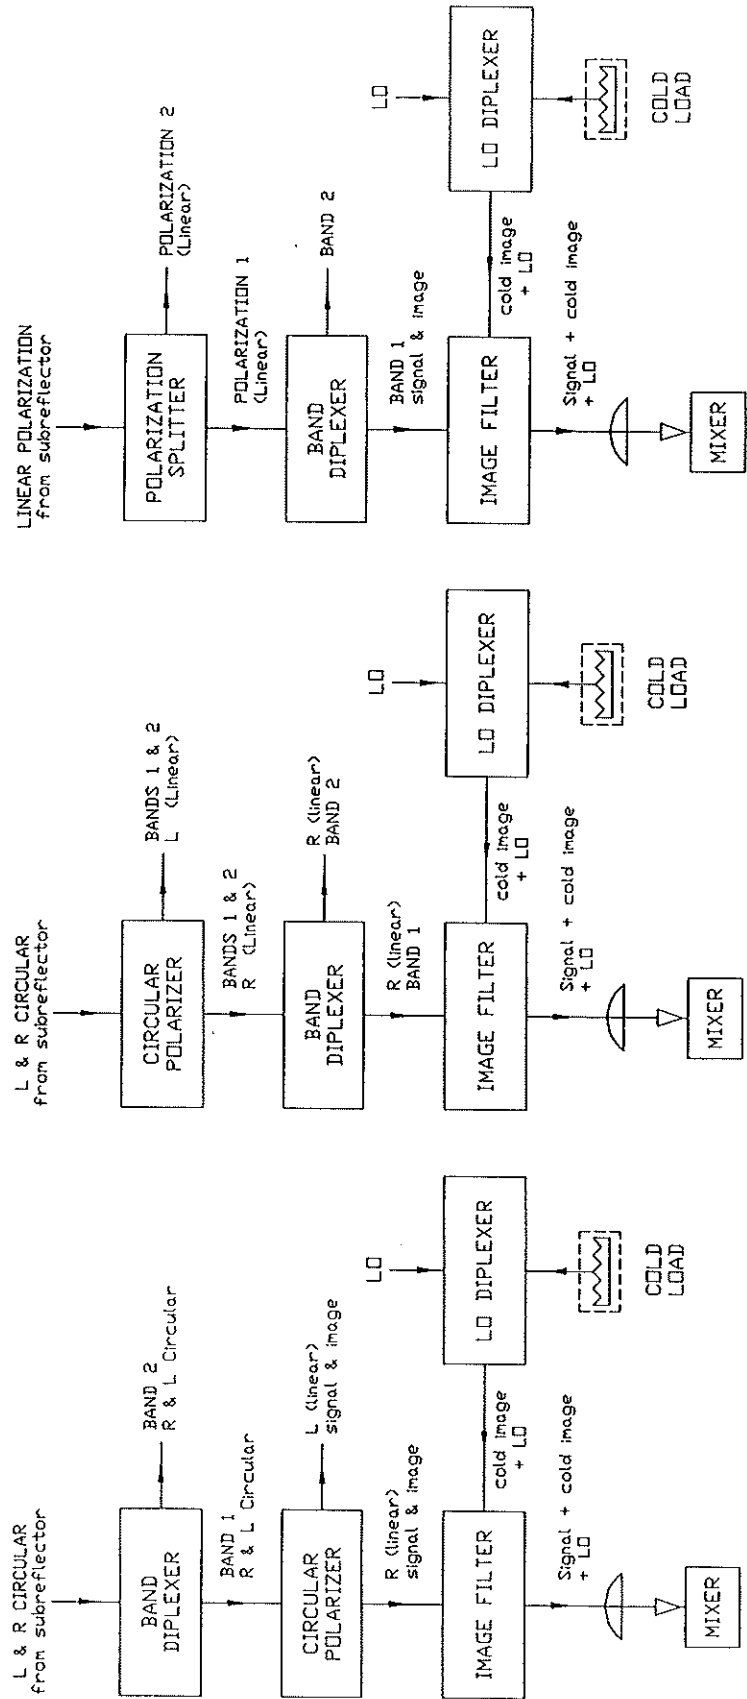 L & R CIRCULAR
from subreflector
BAND
DIPLEXER
BAND 2
R & L Circular
BAND 1
R & L Circular
CIRCULAR
POLARIZER
L (linear)
signal & image
R (linear)
signal & image
IMAGE FILTER
cold image
+ LO
LO
LO DIPLEXER
COLD
LOAD
Signal + cold image
+ LO
MIXER
L & R CIRCULAR
from subreflector
CIRCULAR
POLARIZER
BANDS 1 & 2
L (Linear)
BANDS 1 & 2
R (Linear)
BAND
DIPLEXER
R (linear)
BAND 2
R (linear)
BAND 1
IMAGE FILTER
cold image
+ LO
LO
LO DIPLEXER
COLD
LOAD
Signal + cold image
+ LO
MIXER
LINEAR POLARIZATION
from subreflector
POLARIZATION
SPLITTER
POLARIZATION 2
(Linear)
POLARIZATION 1
(Linear)
BAND
DIPLEXER
BAND 2
BAND 1
signal & image
IMAGE FILTER
cold image
+ LO
LO
LO DIPLEXER
COLD
LOAD
Signal + cold image
+ LO
MIXER